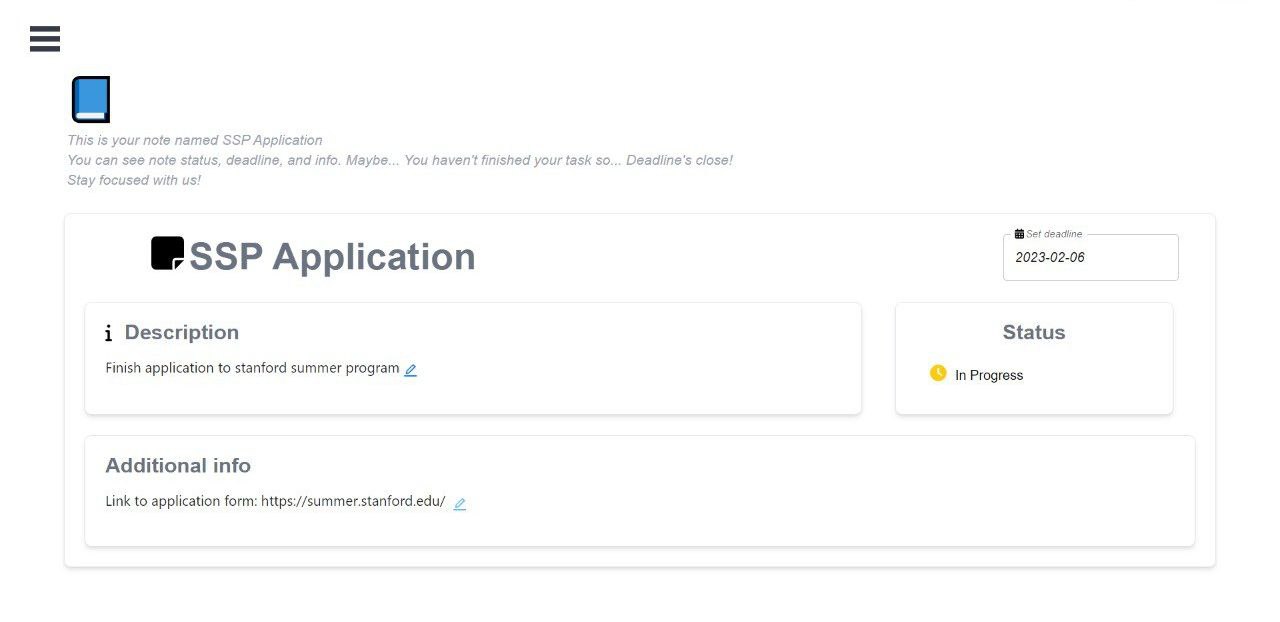 This is your note named SSP Application
You can see note status, deadline, and info. Maybe... You haven't finished your task so... Deadline's close!
Stay focused with us!
SSP Application
Set deadline
2023-02-06
Description
Finish application to stanford summer program
Status
In Progress
Additional info
Link to application form: https://summer.stanford.edu/